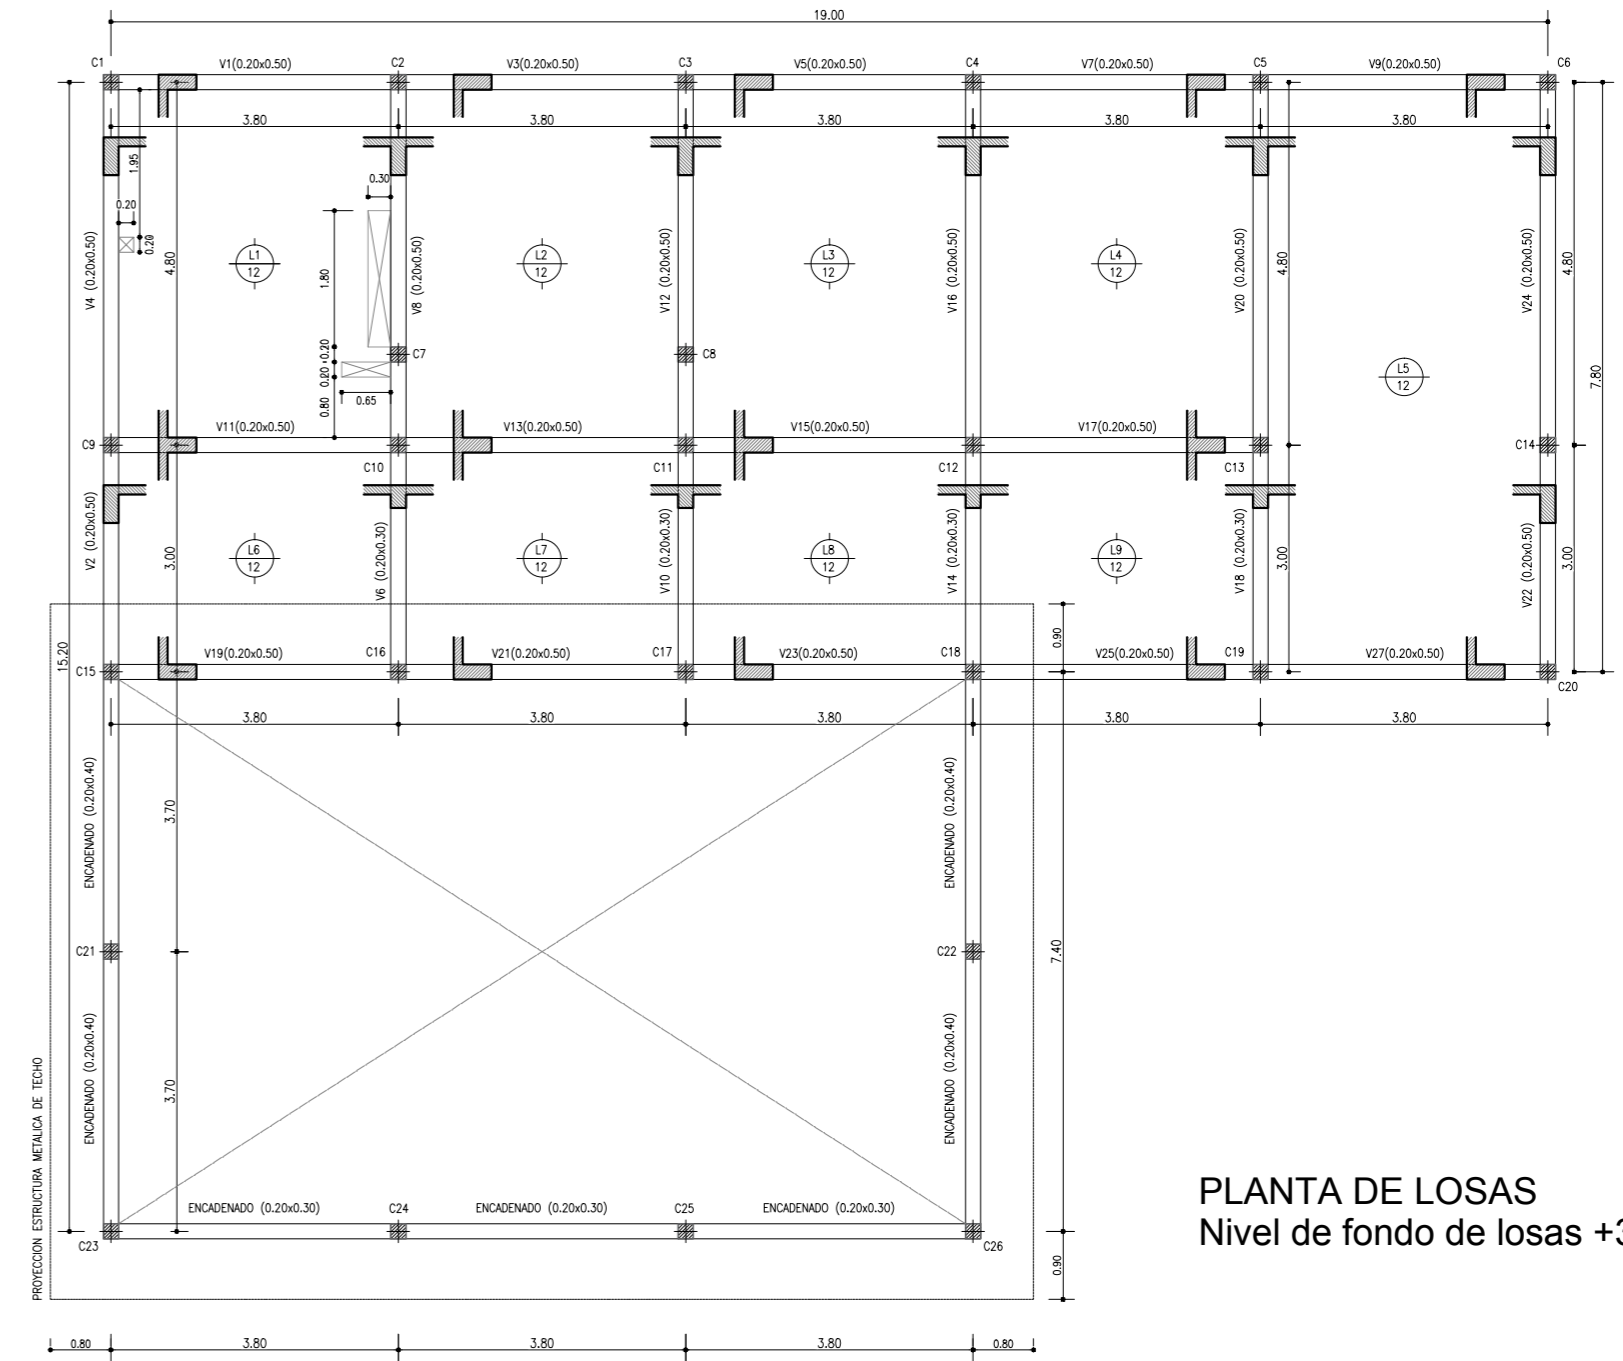 19.00
C1 V1(0.20x0.50) C2 V3(0.20x0.50) C3 V5(0.20x0.50) C4 V7(0.20x0.50) C5 V9(0.20x0.50) C6
3.80 3.80 3.80 3.80 3.80
1.95
0.20
0.20
0.30
V4 (0.20x0.50)
4.80
1.80
V8 (0.20x0.50)
V12 (0.20x0.50)
V16 (0.20x0.50)
V20 (0.20x0.50)
4.80
V24 (0.20x0.50)
4.80
7.80
L1
12
L2
12
L3
12
L4
12
L5
12
C7
C8
0.20
0.20
0.80
0.65
C9 V11(0.20x0.50) V13(0.20x0.50) V15(0.20x0.50) V17(0.20x0.50) C14
C10 C11 C12 C13
V2 (0.20x0.50)
3.00
V6 (0.20x0.30)
V10 (0.20x0.30)
V14 (0.20x0.30)
V18 (0.20x0.30)
3.00
V22 (0.20x0.50)
3.00
L6
12
L7
12
L8
12
L9
12
15.20
0.90
C15 V19(0.20x0.50) C16 V21(0.20x0.50) C17 V23(0.20x0.50) C18 V25(0.20x0.50) C19 V27(0.20x0.50)
C20
3.80 3.80 3.80 3.80 3.80
ENCADENADO (0.20x0.40)
3.70
ENCADENADO (0.20x0.40)
C21
C22
7.40
ENCADENADO (0.20x0.40)
3.70
ENCADENADO (0.20x0.40)
PROYECCION ESTRUCTURA METALICA DE TECHO
ENCADENADO (0.20x0.30) C24 ENCADENADO (0.20x0.30) C25 ENCADENADO (0.20x0.30)
C23 C26
0.90
PLANTA DE LOSAS
Nivel de fondo de losas +3
0.80 3.80 3.80 3.80 0.80